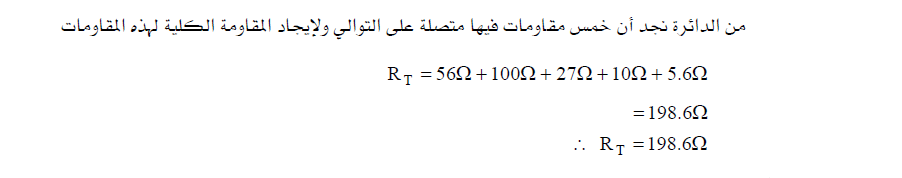 من الدائرة نجد أن خمس مقاومات فيها متصلة على التوالي ولإيجاد المقاومة الكلية لهذه المقاومات
R_T = 56Ω + 100Ω + 27Ω + 10Ω + 5.6Ω
= 198.6Ω
∴ R_T = 198.6Ω